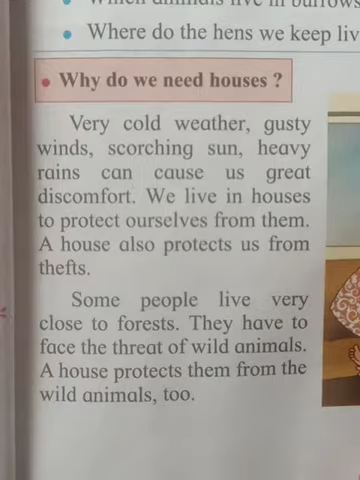 Which animals live in burrows
• Where do the hens we keep liv
• Why do we need houses ?
Very cold weather, gusty
winds, scorching sun, heavy
rains can cause us great
discomfort. We live in houses
to protect ourselves from them.
A house also protects us from
thefts.
Some people live very
close to forests. They have to
face the threat of wild animals.
A house protects them from the
wild animals, too.